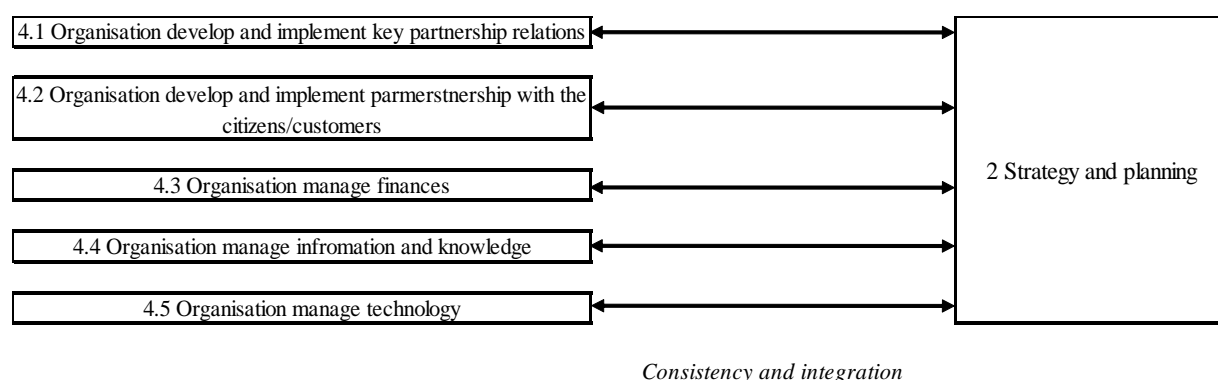 4.1 Organisation develop and implement key partnership relations
4.2 Organisation develop and implement parmerstnership with the
citizens/customers
2 Strategy and planning
4.3 Organisation manage finances
4.4 Organisation manage infromation and knowledge
4.5 Organisation manage technology
Consistency and integration